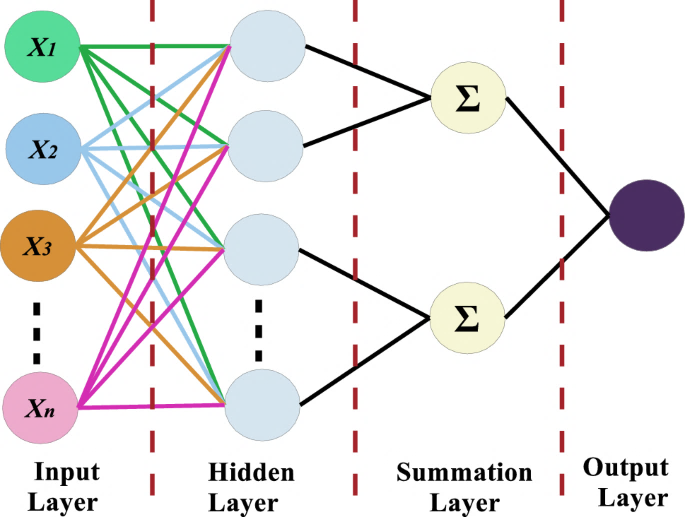 X1
X2
X3
Xn
Σ
Σ
Input
Layer
Hidden
Layer
Summation
Layer
Output
Layer